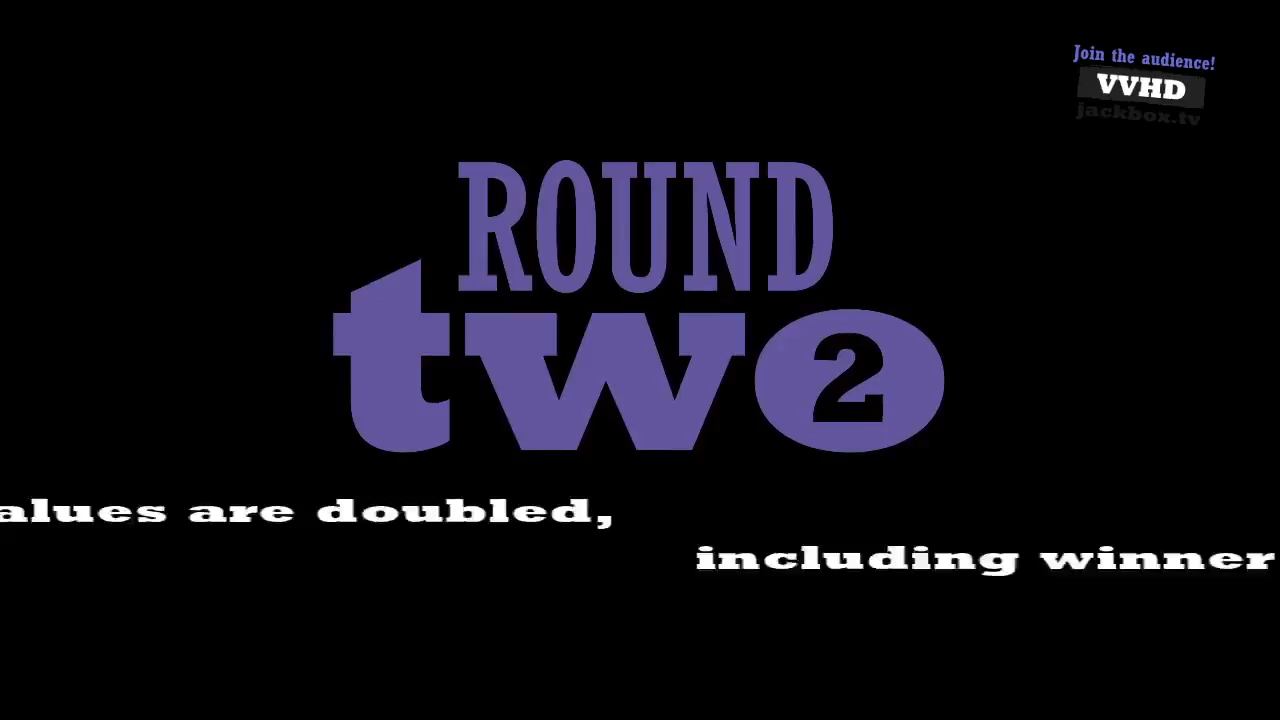 Join the audience!
VVHD
jackbox.tv
ROUND
two
2
alues are doubled,
including winner